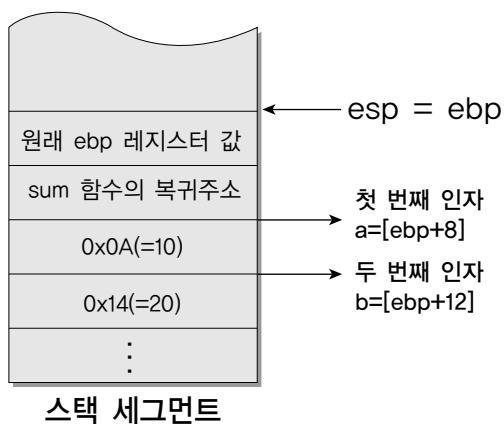 esp = ebp
원래 ebp 레지스터 값
sum 함수의 복귀주소
첫 번째 인자
a=[ebp+8]
0x0A(=10)
두 번째 인자
b=[ebp+12]
0x14(=20)
⋮
스택 세그먼트